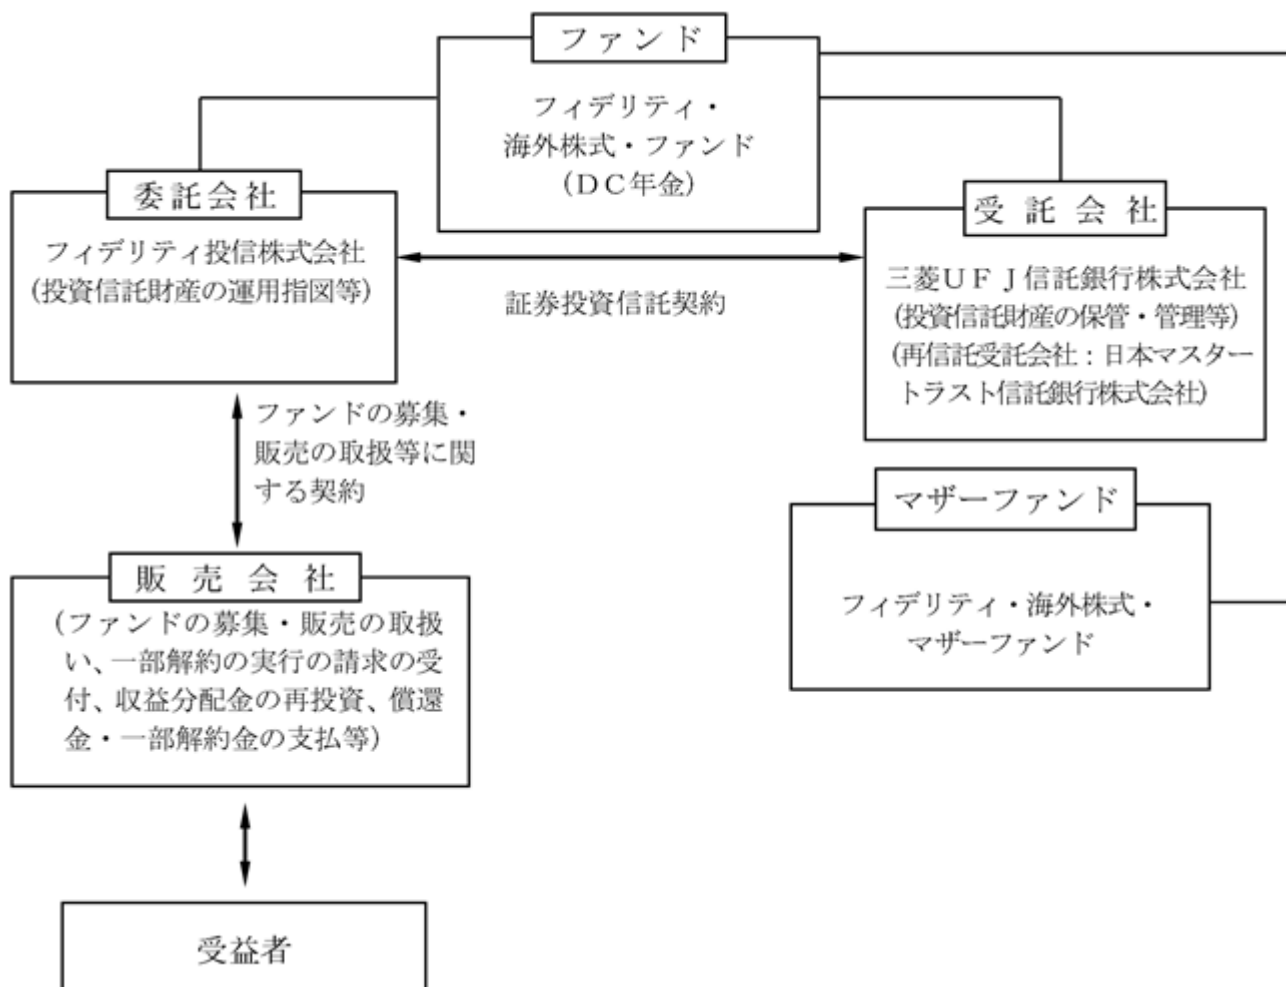 ファンド
フィデリティ・
海外株式・ファンド
(ＤＣ年金)
委託会社
フィデリティ投信株式会社
(投資信託財産の運用指図等)
証券投資信託契約
受託会社
三菱ＵＦＪ信託銀行株式会社
(投資信託財産の保管・管理等)
(再信託受託会社：日本マスター
トラスト信託銀行株式会社)
ファンドの募集・
販売の取扱等に関
する契約
マザーファンド
フィデリティ・海外株式・
マザーファンド
販売会社
(ファンドの募集・販売の取扱
い、一部解約の実行の請求の受
付、収益分配金の再投資、償還
金・一部解約金の支払等)
受益者